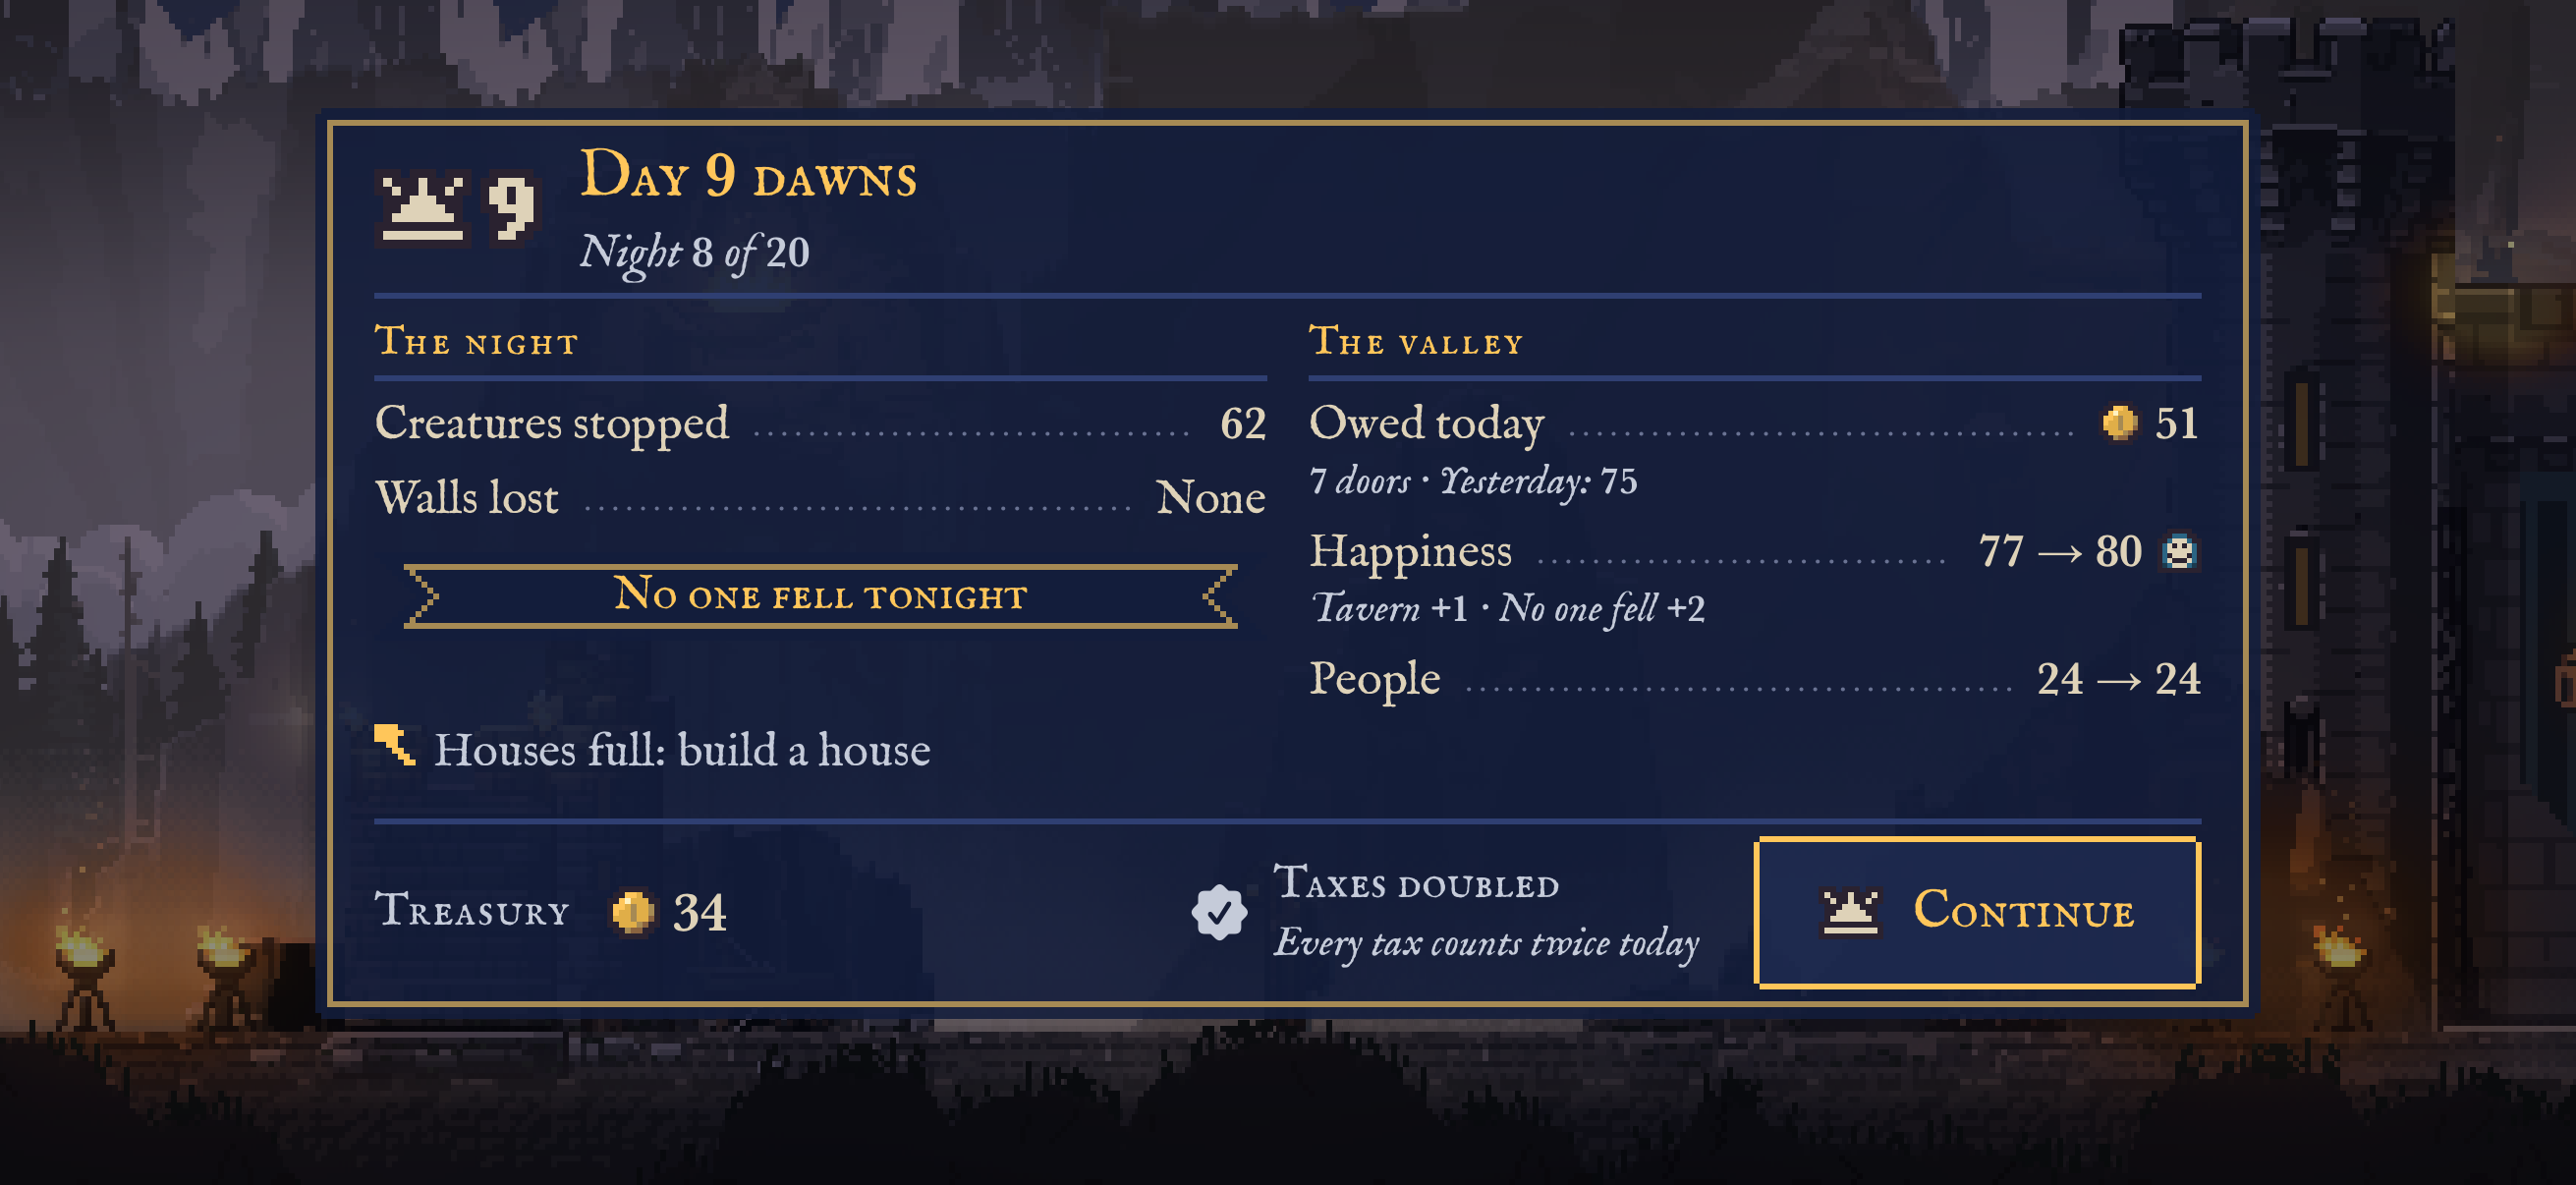 9
Day 9 dawns
Night 8 of 20
The night
Creatures stopped 62
Walls lost None
No one fell tonight
Houses full: build a house
The valley
Owed today 51
7 doors · Yesterday: 75
Happiness 77 → 80
Tavern +1 · No one fell +2
People 24 → 24
Treasury 34
Taxes doubled
Every tax counts twice today
Continue